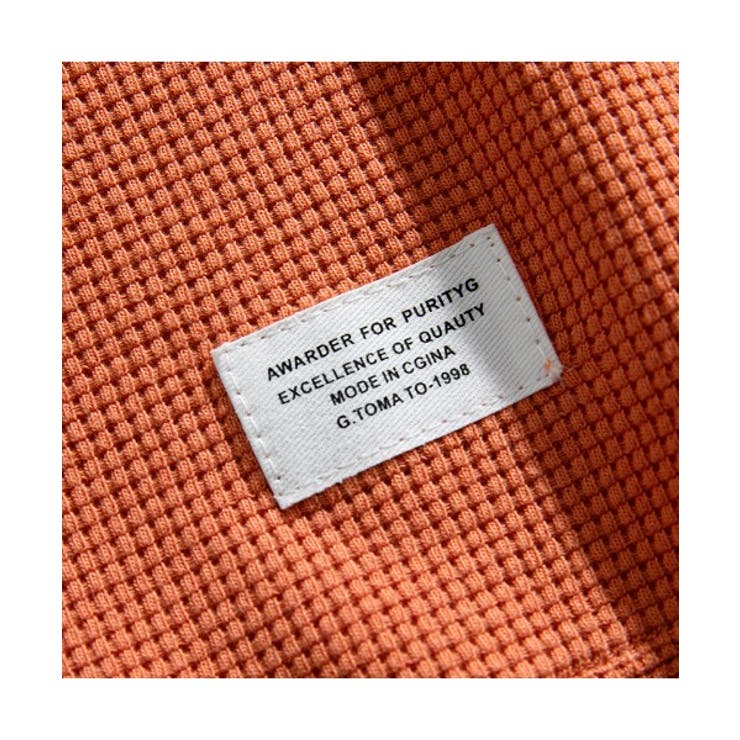 AWARDER FOR PURITYG
EXCELLENCE OF QUAUTY
MODE IN CGINA
G.TOMA TO-1998